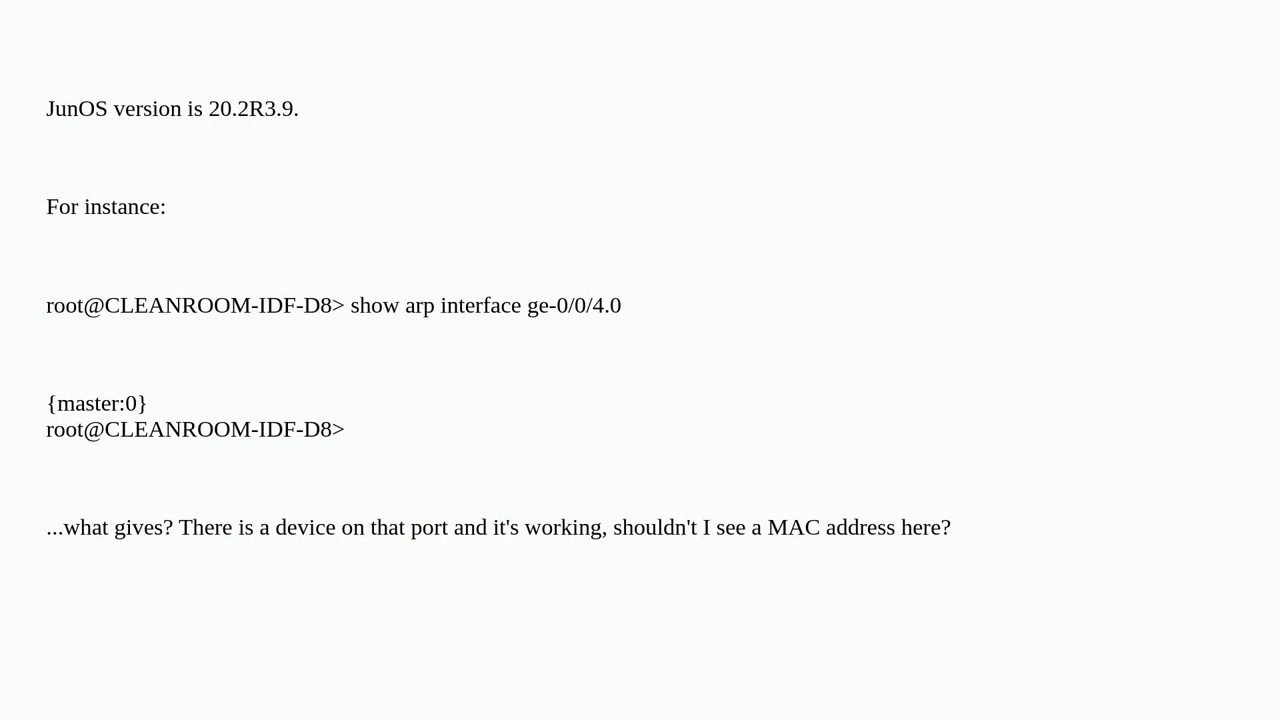 JunOS version is 20.2R3.9.
For instance:
root@CLEANROOM-IDF-D8> show arp interface ge-0/0/4.0
{master:0}
root@CLEANROOM-IDF-D8>
...what gives? There is a device on that port and it's working, shouldn't I see a MAC address here?